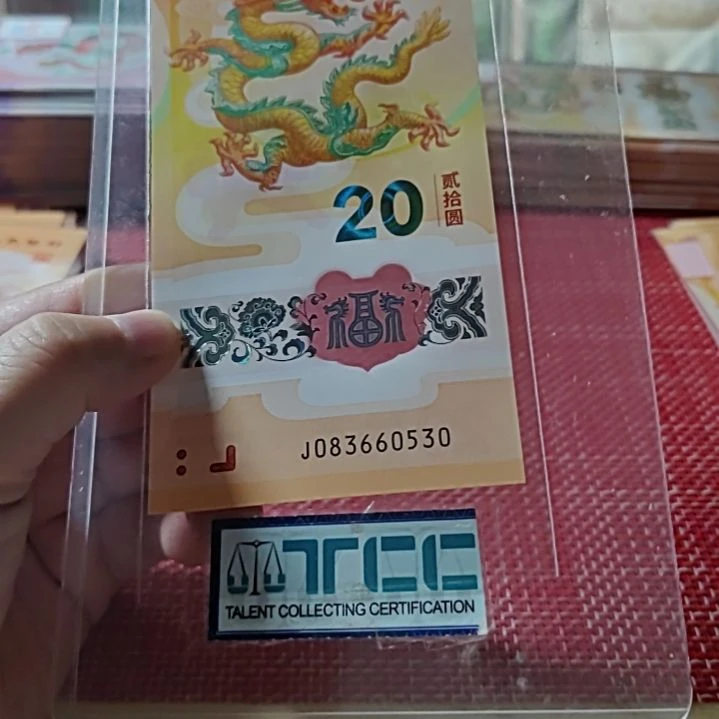 20
贰拾圆
福
J083660530
TCC
TALENT COLLECTING CERTIFICATION